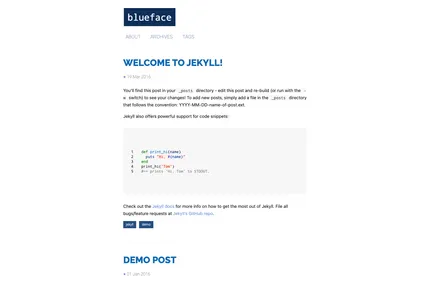 blueface
ABOUT ARCHIVES TAGS
WELCOME TO JEKYLL!
19 Mar 2016
You'll find this post in your _posts directory - edit this post and re-build (or run with the -
w switch) to see your changes! To add new posts, simply add a file in the _posts directory
that follows the convention: YYYY-MM-DD-name-of-post.ext.
Jekyll also offers powerful support for code snippets:
1 def print_hi(name)
2 puts "Hi, #{name}"
3 end
4 print_hi('Tom')
5 #=> prints 'Hi, Tom' to STDOUT.
Check out the Jekyll docs for more info on how to get the most out of Jekyll. File all
bugs/feature requests at Jekyll's GitHub repo.
jekyll demo
DEMO POST
01 Jan 2016